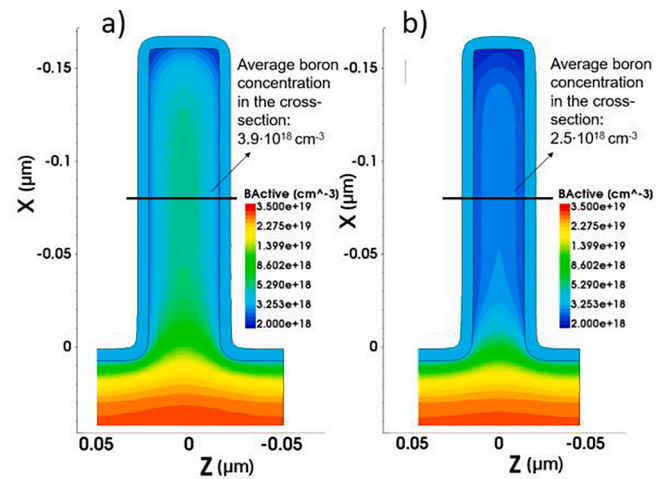 a)
Average boron
concentration
in the cross-
section:
3.9·10¹⁸ cm⁻³
BActive (cm^-3)
3.500e+19
2.275e+19
1.399e+19
8.602e+18
5.290e+18
3.253e+18
2.000e+18
X (µm)
-0.15
-0.1
-0.05
0
0.05
0
-0.05
Z (µm)
b)
Average boron
concentration
in the cross-
section:
2.5·10¹⁸ cm⁻³
BActive (cm^-3)
3.500e+19
2.275e+19
1.399e+19
8.602e+18
5.290e+18
3.253e+18
2.000e+18
X (µm)
-0.15
-0.1
-0.05
0
0.05
0
-0.05
Z (µm)